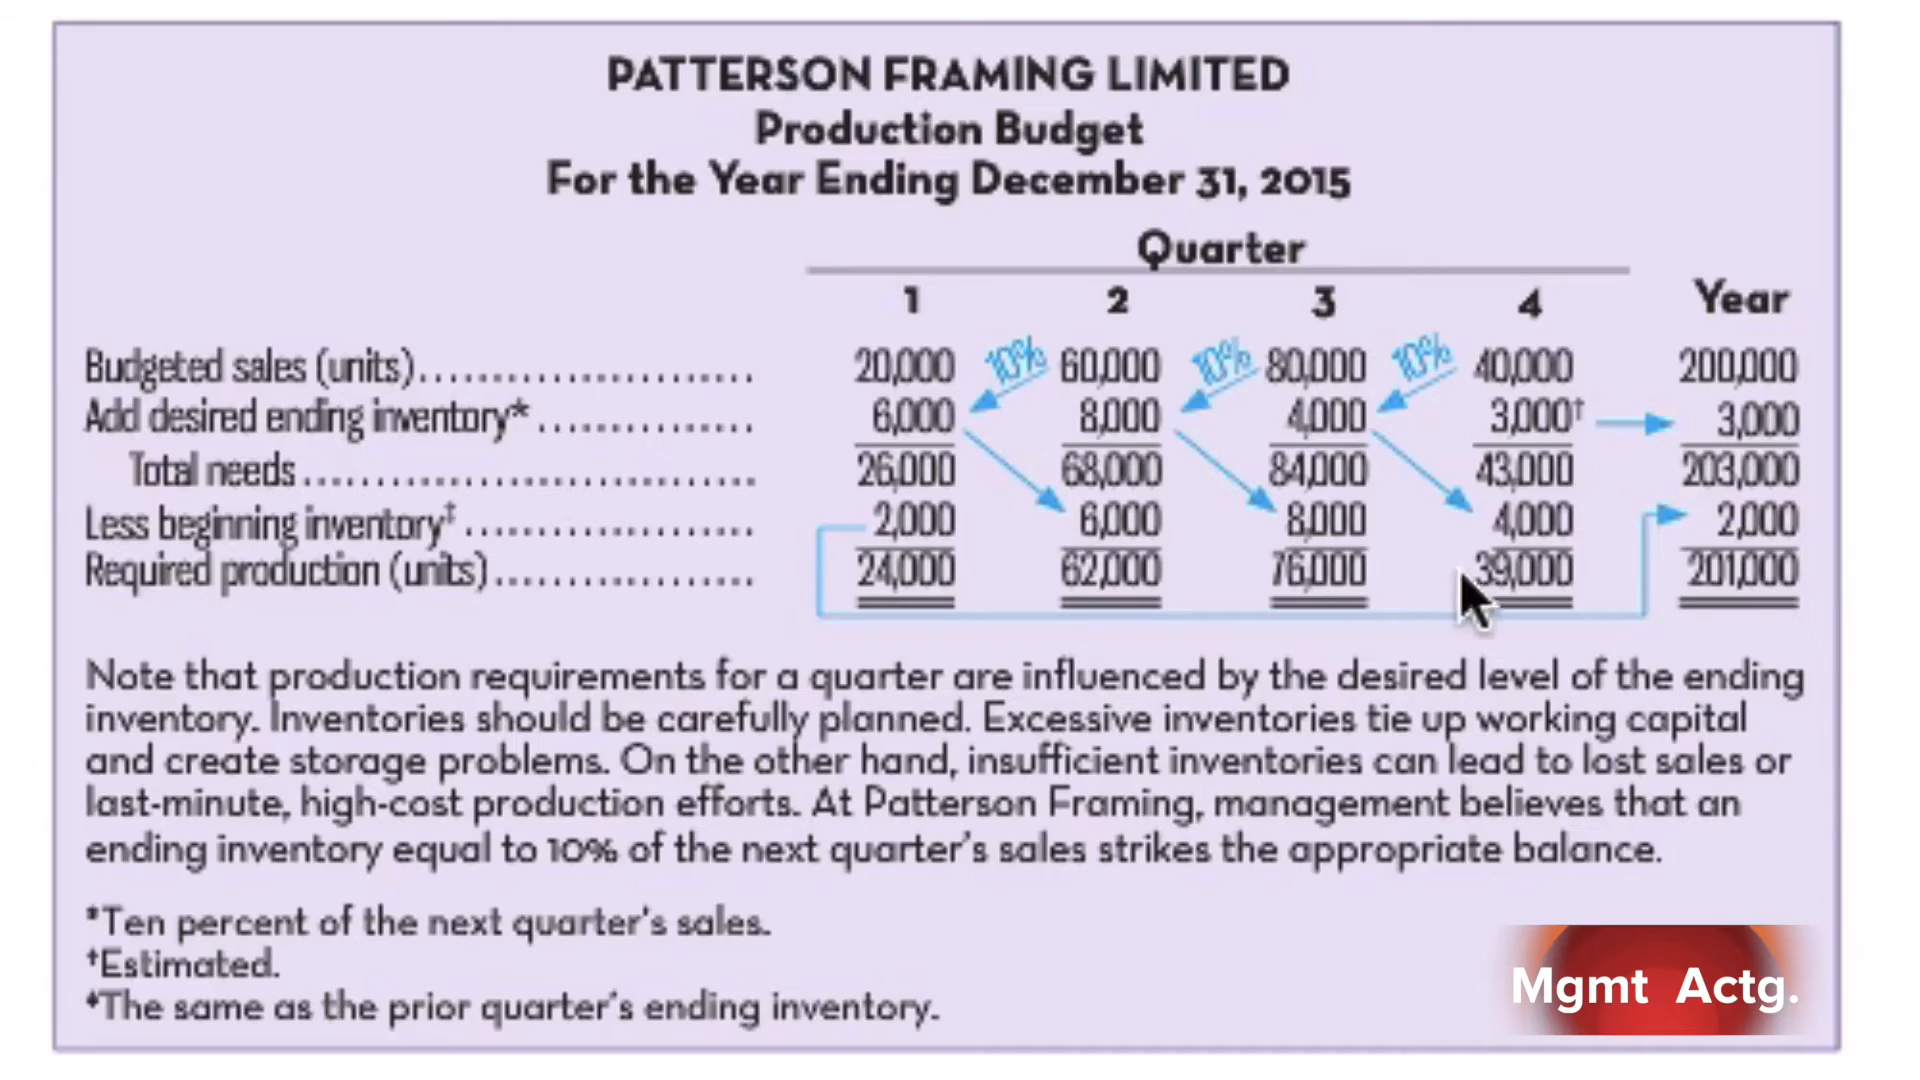 PATTERSON FRAMING LIMITED
Production Budget
For the Year Ending December 31, 2015
Quarter
1 2 3 4 Year
Budgeted sales (units)........................ 20,000 10% 60,000 10% 80,000 10% 40,000 200,000
Add desired ending inventory* ............... 6,000 8,000 4,000 3,000† 3,000
Total needs ................................ 26,000 68,000 84,000 43,000 203,000
Less beginning inventory‡ .................... 2,000 6,000 8,000 4,000 2,000
Required production (units).................. 24,000 62,000 76,000 39,000 201,000
Note that production requirements for a quarter are influenced by the desired level of the ending
inventory. Inventories should be carefully planned. Excessive inventories tie up working capital
and create storage problems. On the other hand, insufficient inventories can lead to lost sales or
last-minute, high-cost production efforts. At Patterson Framing, management believes that an
ending inventory equal to 10% of the next quarter's sales strikes the appropriate balance.
*Ten percent of the next quarter's sales.
†Estimated.
‡The same as the prior quarter's ending inventory.
Mgmt Actg.